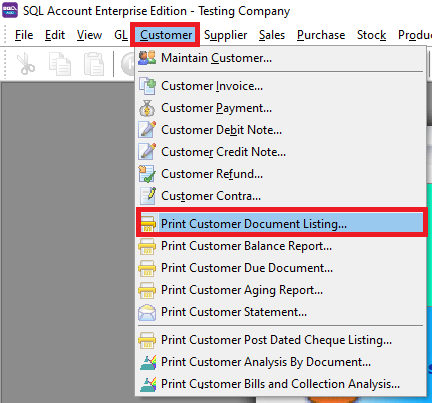 SQL Account Enterprise Edition - Testing Company
File Edit View GL Customer Supplier Sales Purchase Stock
Maintain Customer...
Customer Invoice...
Customer Payment...
Customer Debit Note...
Customer Credit Note...
Customer Refund...
Customer Contra...
Print Customer Document Listing...
Print Customer Balance Report...
Print Customer Due Document...
Print Customer Aging Report...
Print Customer Statement...
Print Customer Post Dated Cheque Listing...
Print Customer Analysis By Document...
Print Customer Bills and Collection Analysis...